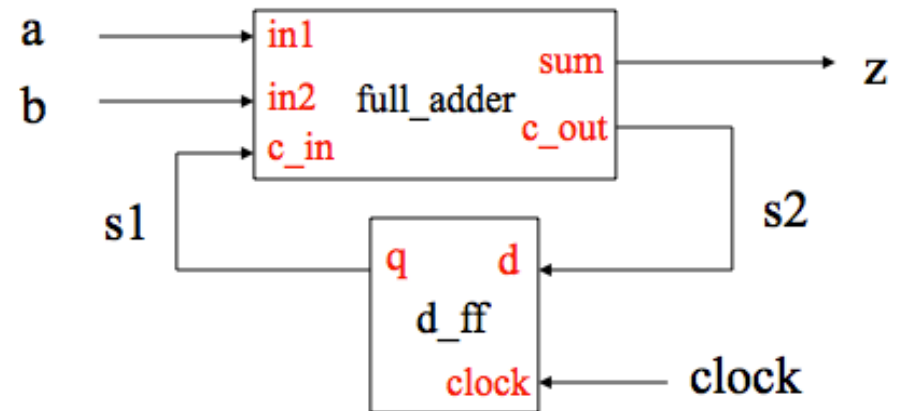 a
in1
sum
z
b
in2
full_adder
c_out
c_in
s1
s2
q
d
d_ff
clock
clock